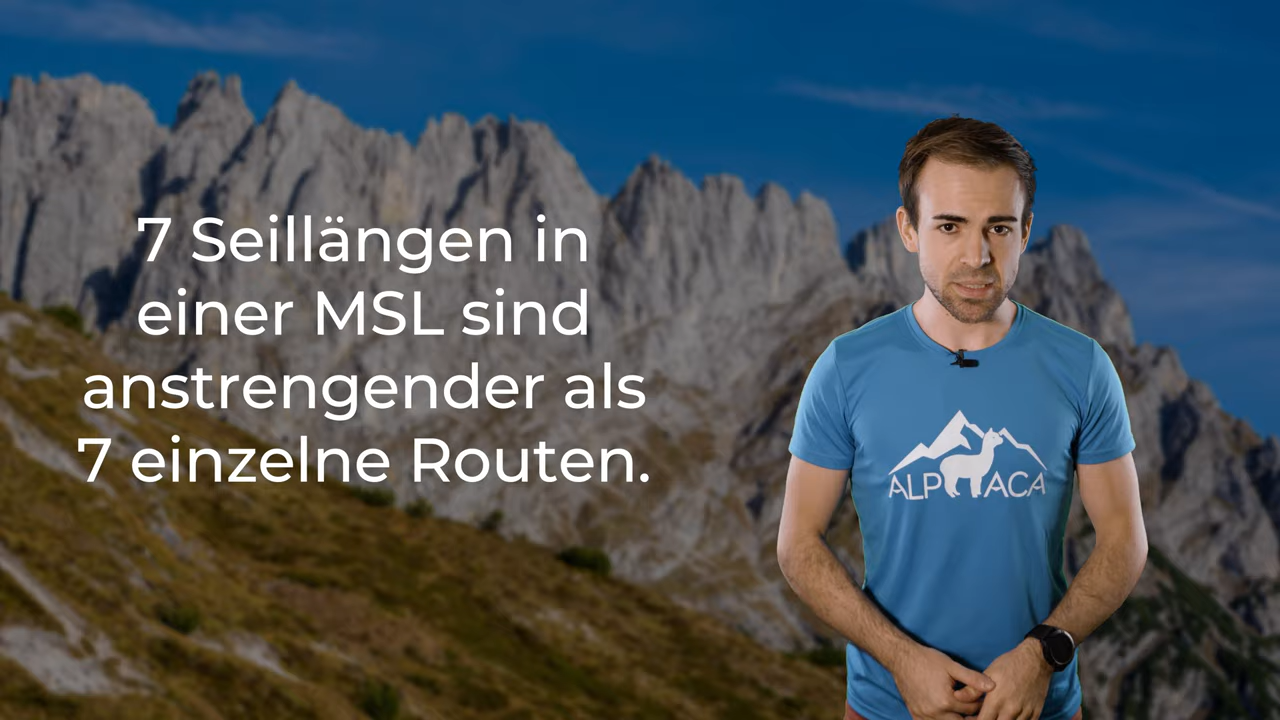 7 Seillängen in
einer MSL sind
anstrengender als
7 einzelne Routen.
ALPACA